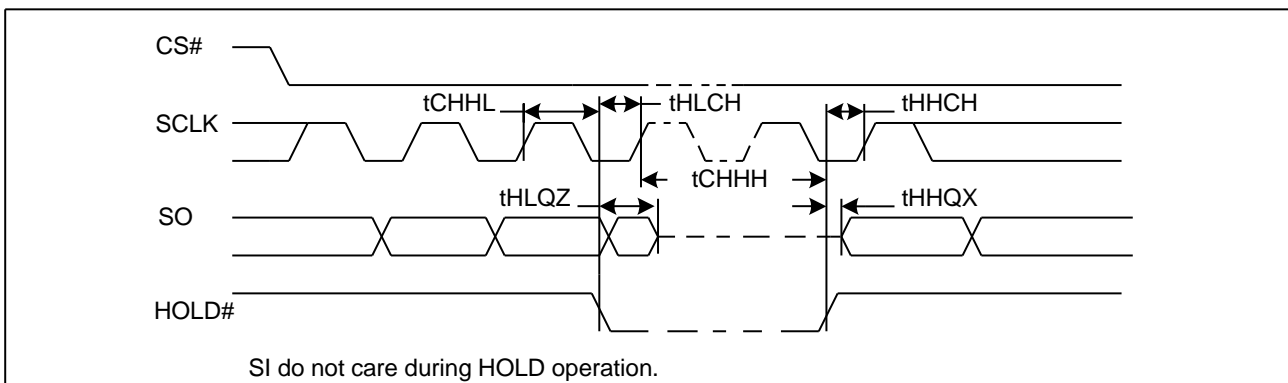 CS#
tCHHL
tHLCH
tHHCH
SCLK
tCHHH
tHLQZ
tHHQX
SO
HOLD#
SI do not care during HOLD operation.